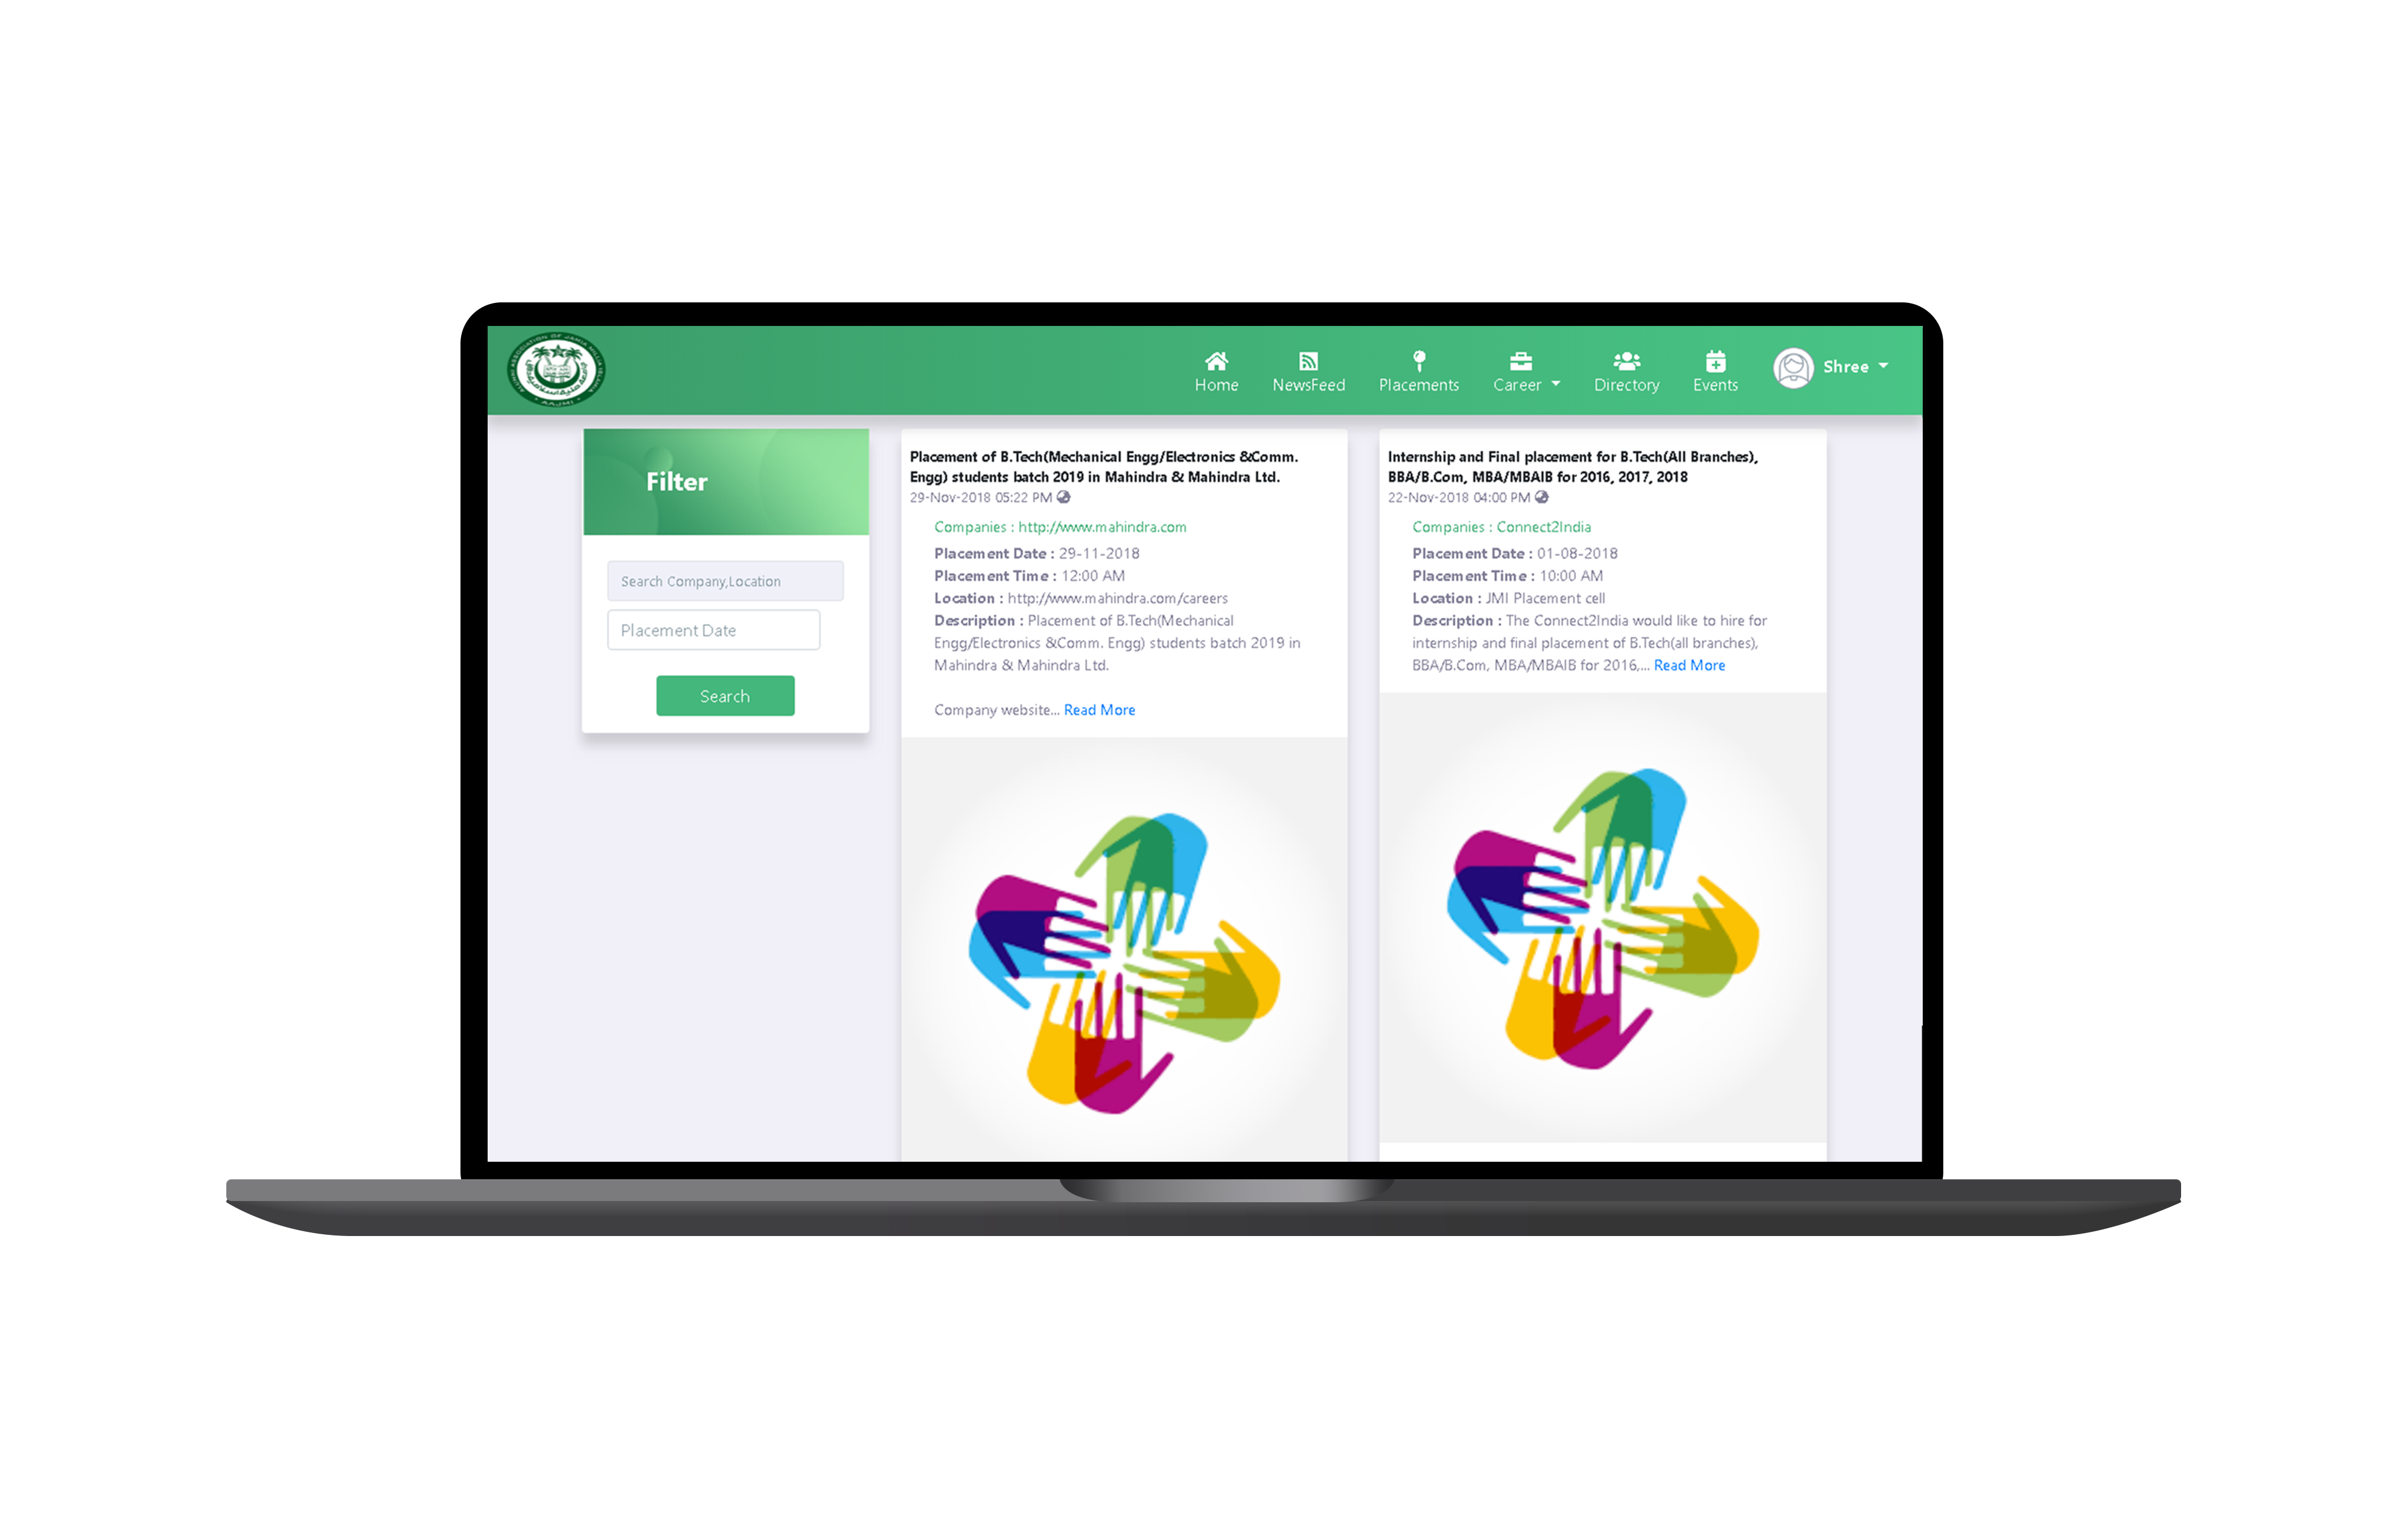 ASSOCIATION OF JAMIA MILLIA ISLAMIA
Home
NewsFeed
Placements
Career
Directory
Events
Shree
Filter
Search Company,Location
Placement Date
Search
Placement of B.Tech(Mechanical Engg/Electronics &Comm.
Engg) students batch 2019 in Mahindra & Mahindra Ltd.
29-Nov-2018 05:22 PM
Companies : http://www.mahindra.com
Placement Date : 29-11-2018
Placement Time : 12:00 AM
Location : http://www.mahindra.com/careers
Description : Placement of B.Tech(Mechanical
Engg/Electronics &Comm. Engg) students batch 2019 in
Mahindra & Mahindra Ltd.
Company website... Read More
Internship and Final placement for B.Tech(All Branches),
BBA/B.Com, MBA/MBAIB for 2016, 2017, 2018
22-Nov-2018 04:00 PM
Companies : Connect2India
Placement Date : 01-08-2018
Placement Time : 10:00 AM
Location : JMI Placement cell
Description : The Connect2India would like to hire for
internship and final placement of B.Tech(all branches),
BBA/B.Com, MBA/MBAIB for 2016,... Read More